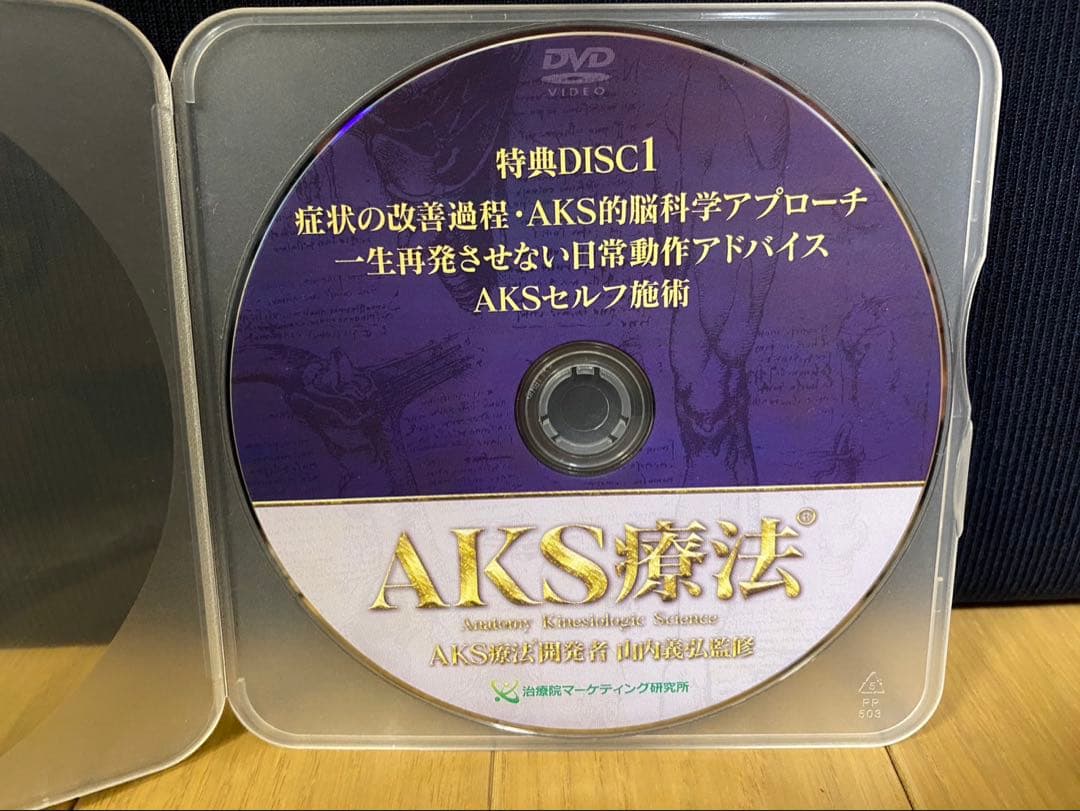 DVD
VIDEO
特典DISC1
症状の改善過程・AKS的脳科学アプローチ
一生再発させない日常動作アドバイス
AKSセルフ施術
AKS療法®
Anatomy Kinesiologic Science
AKS療法®開発者 山内義弘監修
治療院マーケティング研究所
5
PP
503